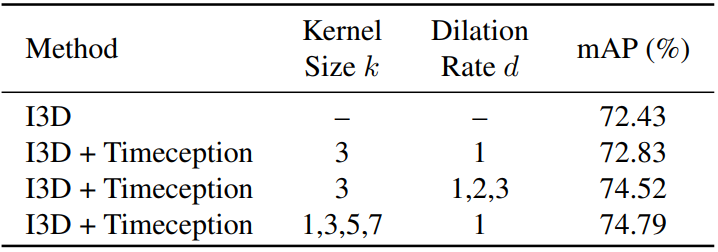 Method Kernel Size k Dilation Rate d mAP (%)
I3D – – 72.43
I3D + Timeception 3 1 72.83
I3D + Timeception 3 1,2,3 74.52
I3D + Timeception 1,3,5,7 1 74.79